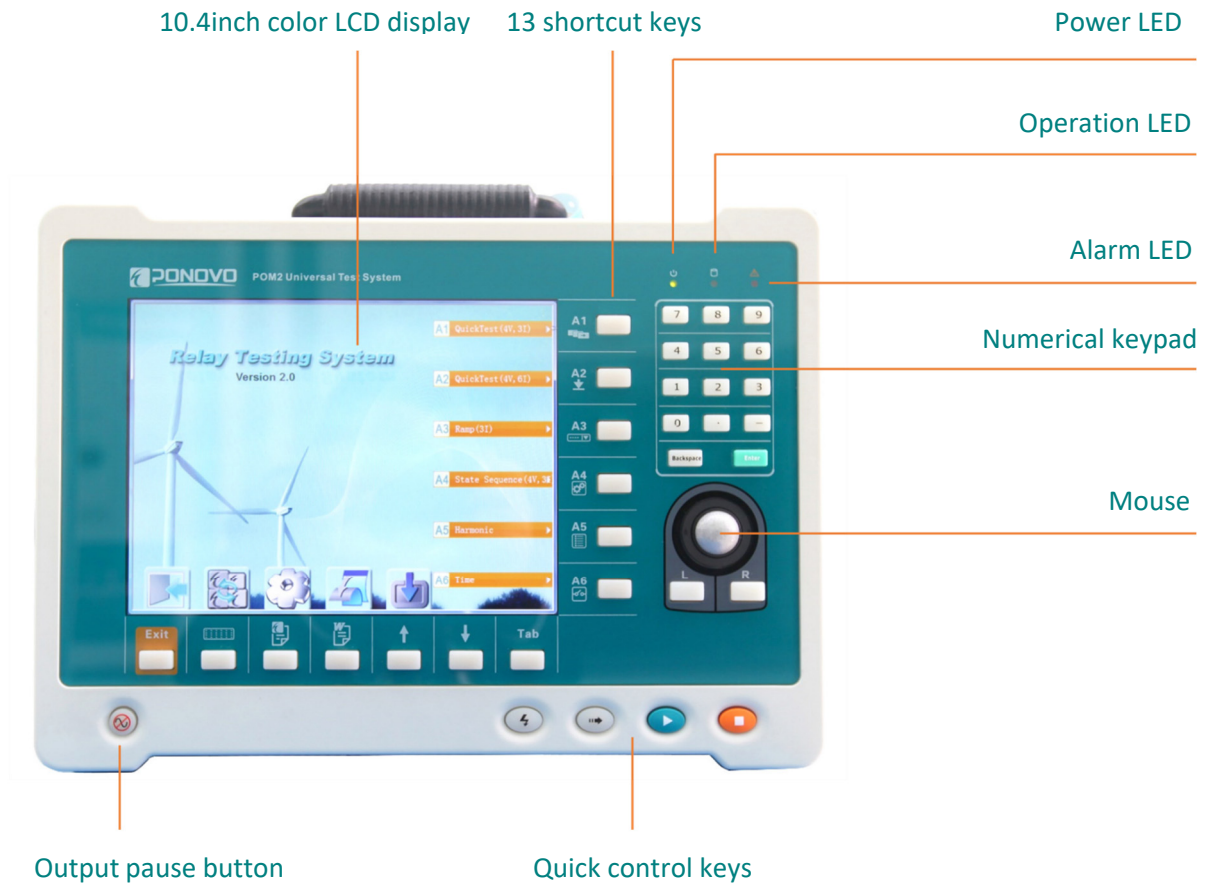 10.4inch color LCD display
13 shortcut keys
Power LED
Operation LED
Alarm LED
Numerical keypad
Mouse
PONOVO POM2 Universal Test System
Relay Testing System
Version 2.0
A1 QuickTest(4V,3I)
A2 QuickTest(4V,6I)
A3 Ramp(3I)
A4 State Sequence(4V,3I
A5 Harmonic
A6 Time
A1
A2
A3
A4
A5
A6
7 8 9
4 5 6
1 2 3
0 . −
Backspace Enter
L R
Exit
W
Tab
Output pause button
Quick control keys